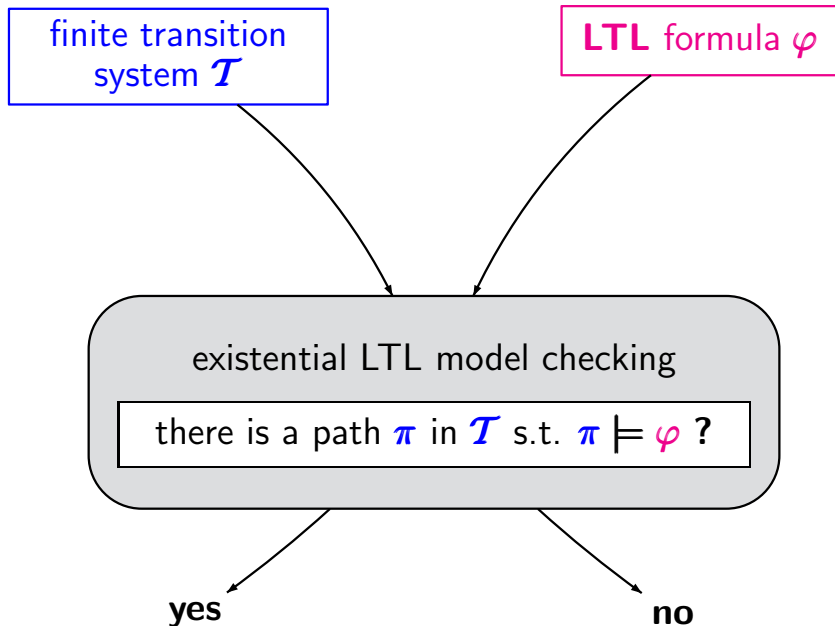 finite transition
system 𝒯
LTL formula φ
existential LTL model checking
there is a path π in 𝒯 s.t. π ⊨ φ ?
yes
no